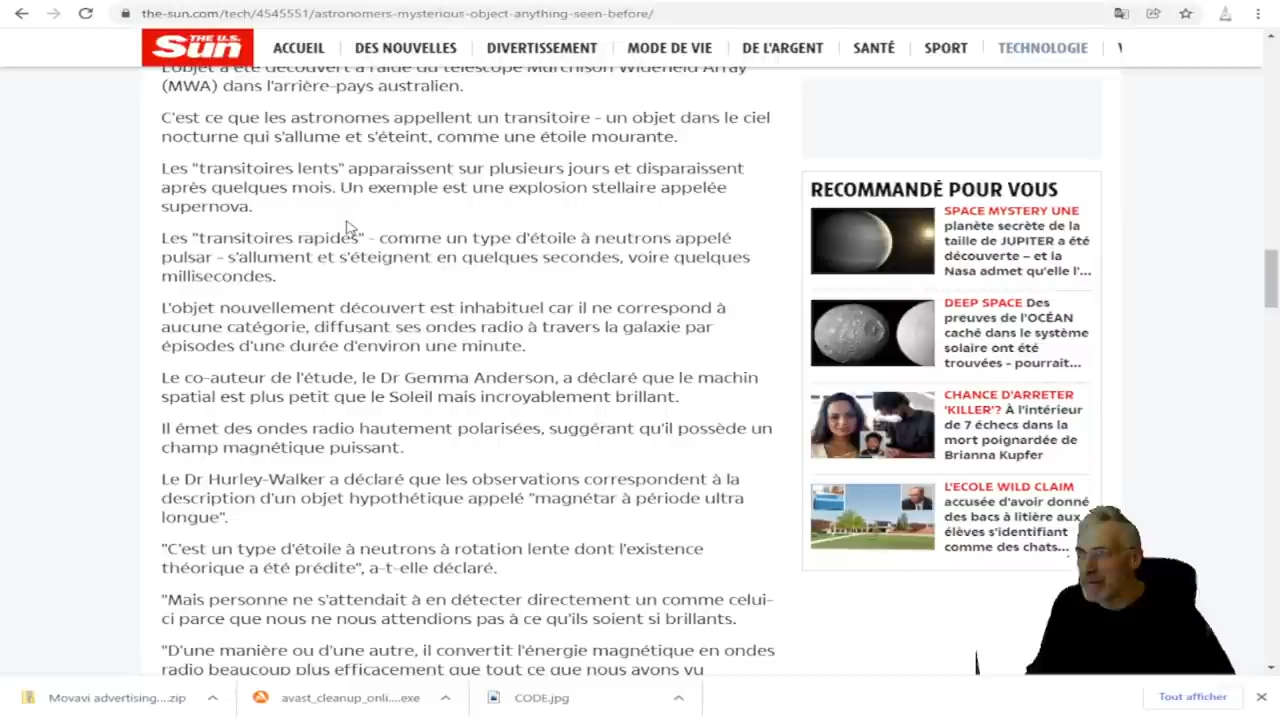 the-sun.com/tech/4545551/astronomers-mysterious-object-anything-seen-before/
THE U.S. Sun
ACCUEIL
DES NOUVELLES
DIVERTISSEMENT
MODE DE VIE
DE L'ARGENT
SANTÉ
SPORT
TECHNOLOGIE
L'objet a été découvert à l'aide du télescope Murchison Widefield Array
(MWA) dans l'arrière-pays australien.
C'est ce que les astronomes appellent un transitoire - un objet dans le ciel
nocturne qui s'allume et s'éteint, comme une étoile mourante.
Les "transitoires lents" apparaissent sur plusieurs jours et disparaissent
après quelques mois. Un exemple est une explosion stellaire appelée
supernova.
Les "transitoires rapides" - comme un type d'étoile à neutrons appelé
pulsar - s'allument et s'éteignent en quelques secondes, voire quelques
millisecondes.
L'objet nouvellement découvert est inhabituel car il ne correspond à
aucune catégorie, diffusant ses ondes radio à travers la galaxie par
épisodes d'une durée d'environ une minute.
Le co-auteur de l'étude, le Dr Gemma Anderson, a déclaré que le machin
spatial est plus petit que le Soleil mais incroyablement brillant.
Il émet des ondes radio hautement polarisées, suggérant qu'il possède un
champ magnétique puissant.
Le Dr Hurley-Walker a déclaré que les observations correspondent à la
description d'un objet hypothétique appelé "magnétar à période ultra
longue".
"C'est un type d'étoile à neutrons à rotation lente dont l'existence
théorique a été prédite", a-t-elle déclaré.
"Mais personne ne s'attendait à en détecter directement un comme celui-
ci parce que nous ne nous attendions pas à ce qu'ils soient si brillants.
"D'une manière ou d'une autre, il convertit l'énergie magnétique en ondes
radio beaucoup plus efficacement que tout ce que nous avons vu
RECOMMANDÉ POUR VOUS
SPACE MYSTERY UNE
planète secrète de la
taille de JUPITER a été
découverte – et la
Nasa admet qu'elle l'...
DEEP SPACE Des
preuves de l'OCÉAN
caché dans le système
solaire ont été
trouvées - pourrait...
CHANCE D'ARRETER
'KILLER'? À l'intérieur
de 7 échecs dans la
mort poignardée de
Brianna Kupfer
L'ECOLE WILD CLAIM
accusée d'avoir donné
des bacs à litière aux
élèves s'identifiant
comme des chats...
Movavi advertising....zip
avast_cleanup_onli....exe
CODE.jpg
Tout afficher